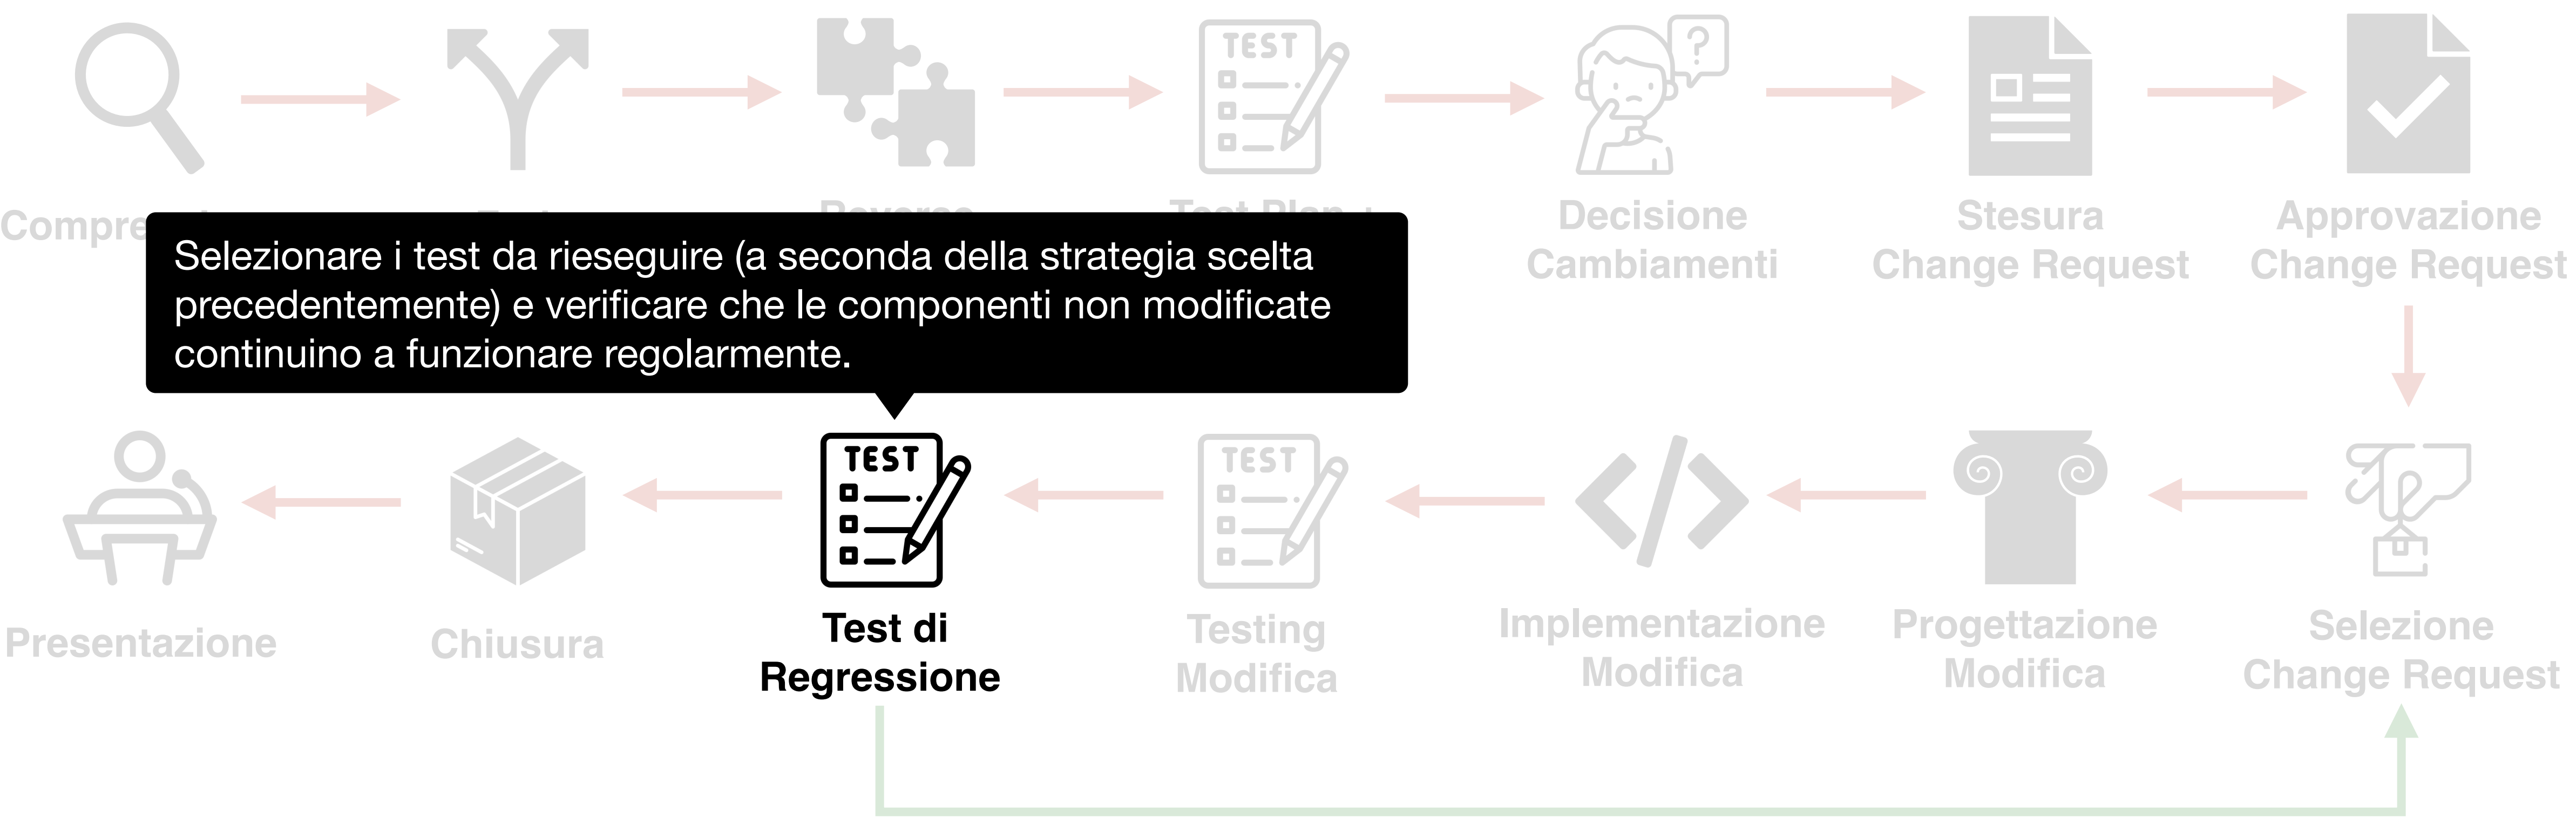 TEST
?
Decisione
Cambiamenti
Stesura
Change Request
Approvazione
Change Request
Selezionare i test da rieseguire (a seconda della strategia scelta
precedentemente) e verificare che le componenti non modificate
continuino a funzionare regolarmente.
TEST
TEST
Presentazione
Chiusura
Test di
Regressione
Testing
Modifica
Implementazione
Modifica
Progettazione
Modifica
Selezione
Change Request